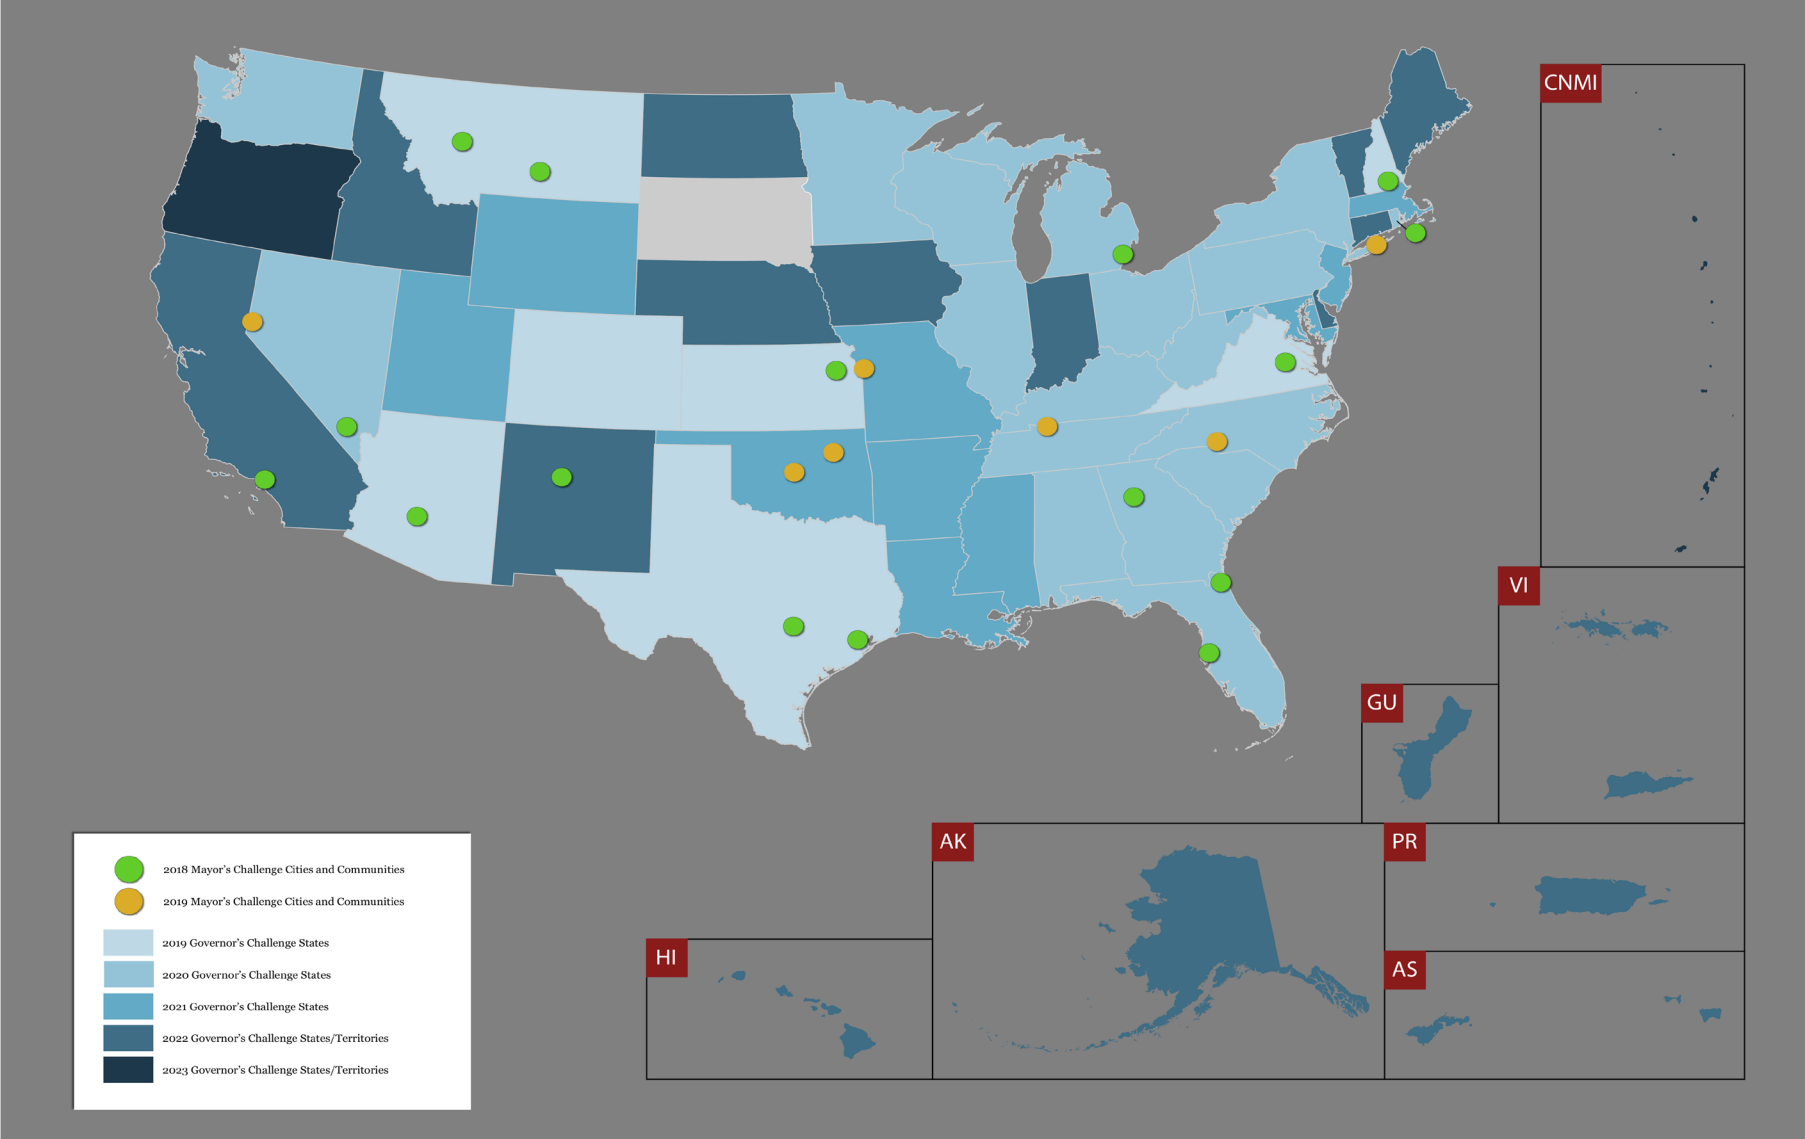 CNMI
VI
GU
AK
PR
HI
AS
2018 Mayor's Challenge Cities and Communities
2019 Mayor's Challenge Cities and Communities
2019 Governor's Challenge States
2020 Governor's Challenge States
2021 Governor's Challenge States
2022 Governor's Challenge States/Territories
2023 Governor's Challenge States/Territories